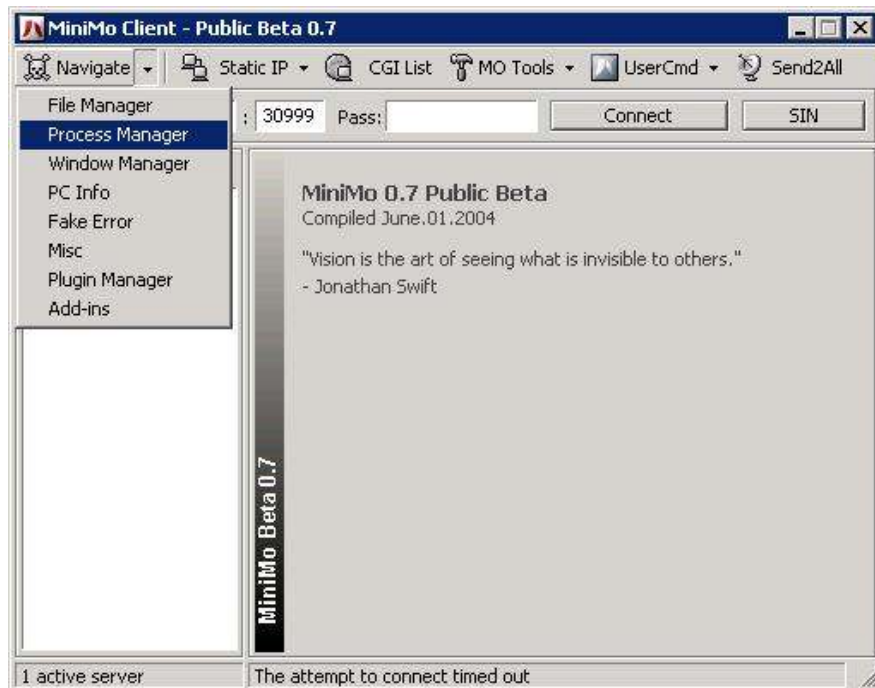 MiniMo Client - Public Beta 0.7
Navigate Static IP CGI List MO Tools UserCmd Send2All
: 30999 Pass: Connect SIN
File Manager
Process Manager
Window Manager
PC Info
Fake Error
Misc
Plugin Manager
Add-ins
MiniMo 0.7 Public Beta
Compiled June.01.2004
"Vision is the art of seeing what is invisible to others."
- Jonathan Swift
MiniMo Beta 0.7
1 active server The attempt to connect timed out